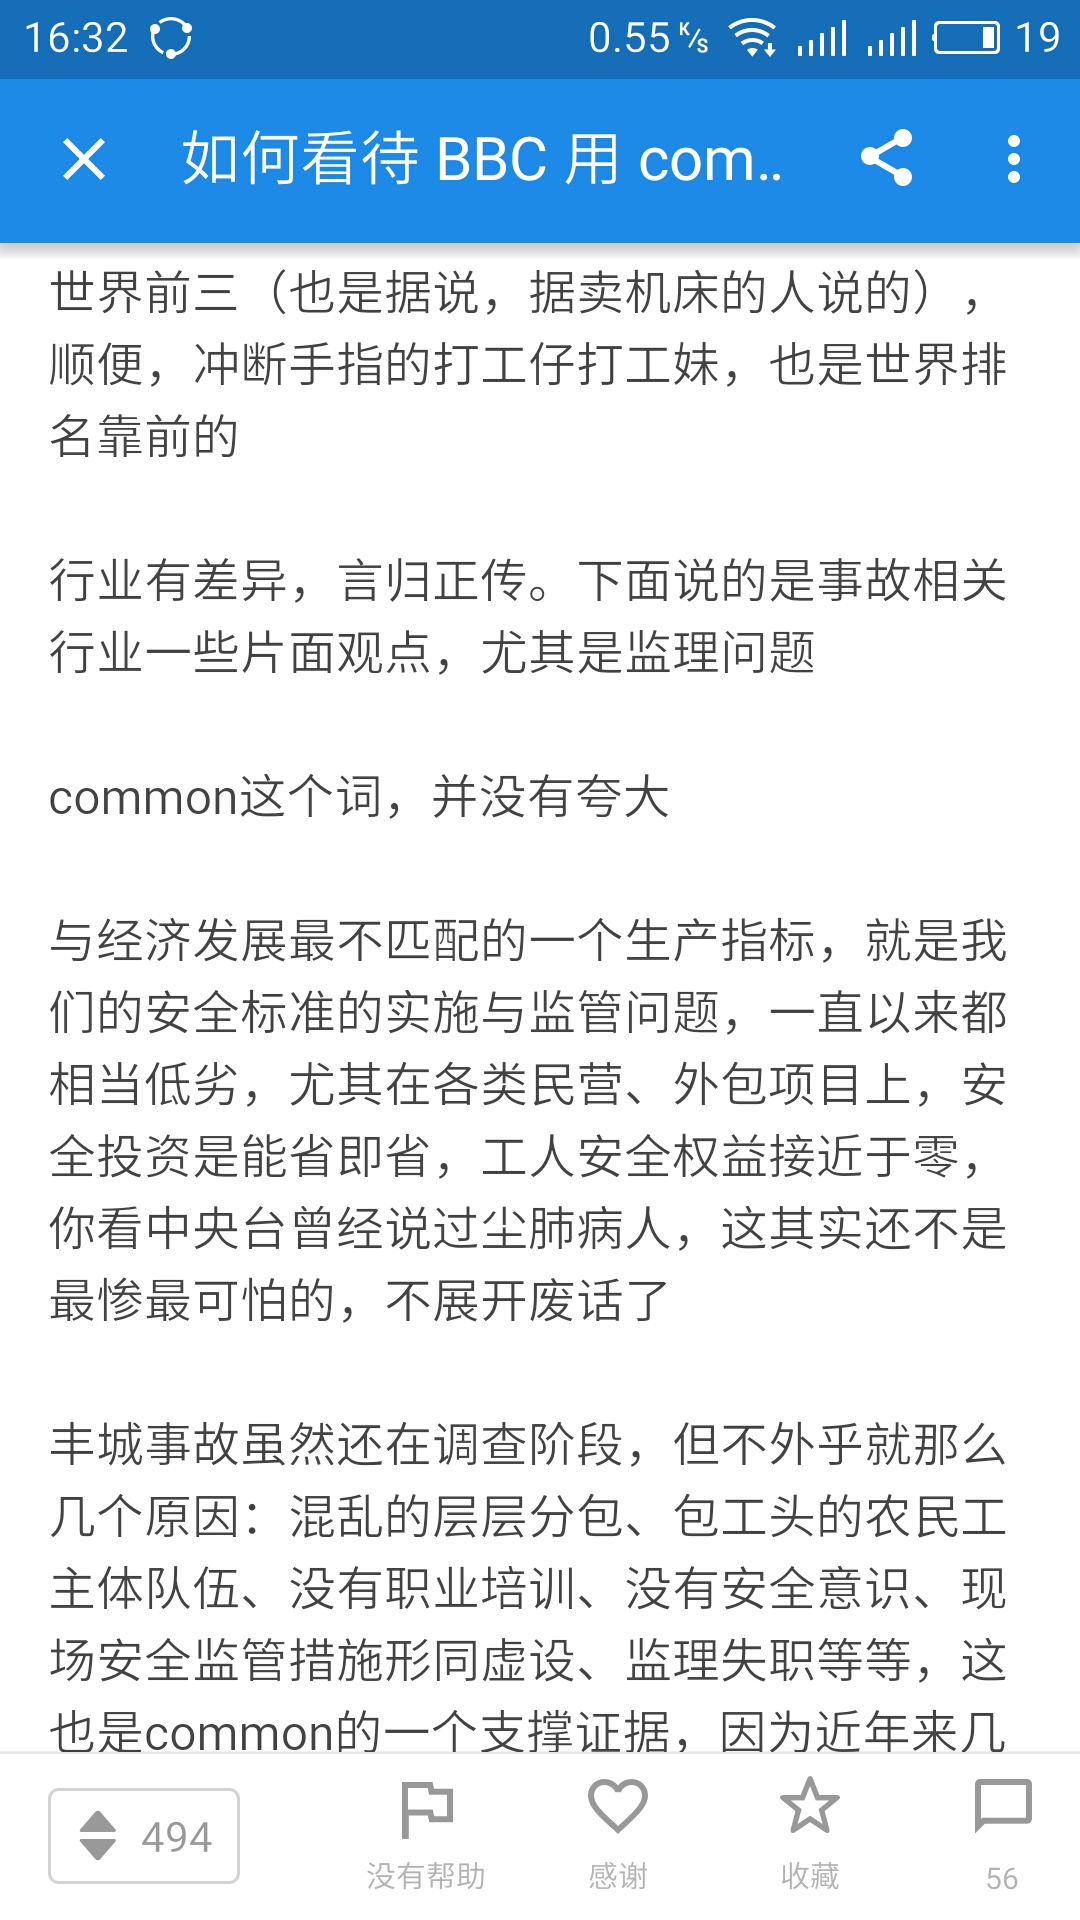 16:32 0.55 K/s 19
如何看待 BBC 用 com..
世界前三（也是据说，据卖机床的人说的），
顺便，冲断手指的打工仔打工妹，也是世界排
名靠前的
行业有差异，言归正传。下面说的是事故相关
行业一些片面观点，尤其是监理问题
common这个词，并没有夸大
与经济发展最不匹配的一个生产指标，就是我
们的安全标准的实施与监管问题，一直以来都
相当低劣，尤其在各类民营、外包项目上，安
全投资是能省即省，工人安全权益接近于零，
你看中央台曾经说过尘肺病人，这其实还不是
最惨最可怕的，不展开废话了
丰城事故虽然还在调查阶段，但不外乎就那么
几个原因：混乱的层层分包、包工头的农民工
主体队伍、没有职业培训、没有安全意识、现
场安全监管措施形同虚设、监理失职等等，这
也是common的一个支撑证据，因为近年来几
494 没有帮助 感谢 收藏 56